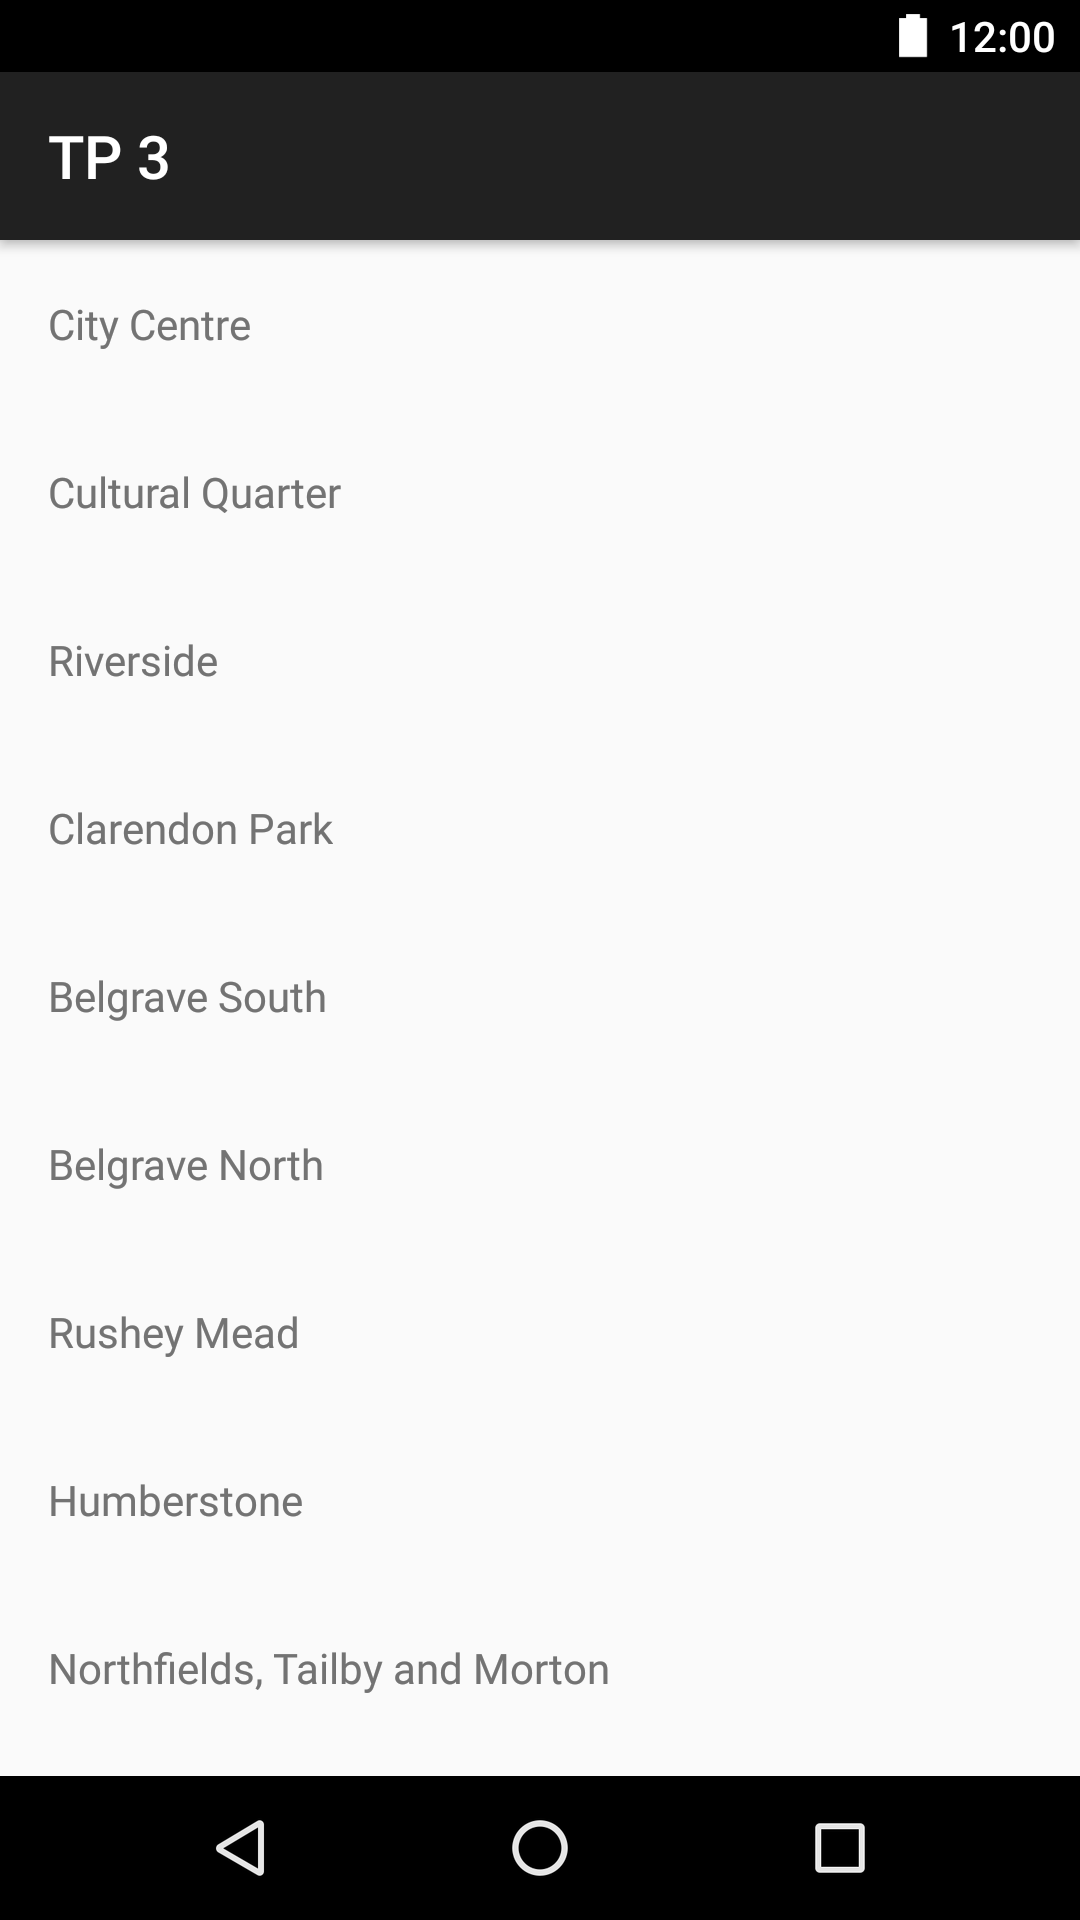 12:00
TP 3
City Centre
Cultural Quarter
Riverside
Clarendon Park
Belgrave South
Belgrave North
Rushey Mead
Humberstone
Northfields, Tailby and Morton